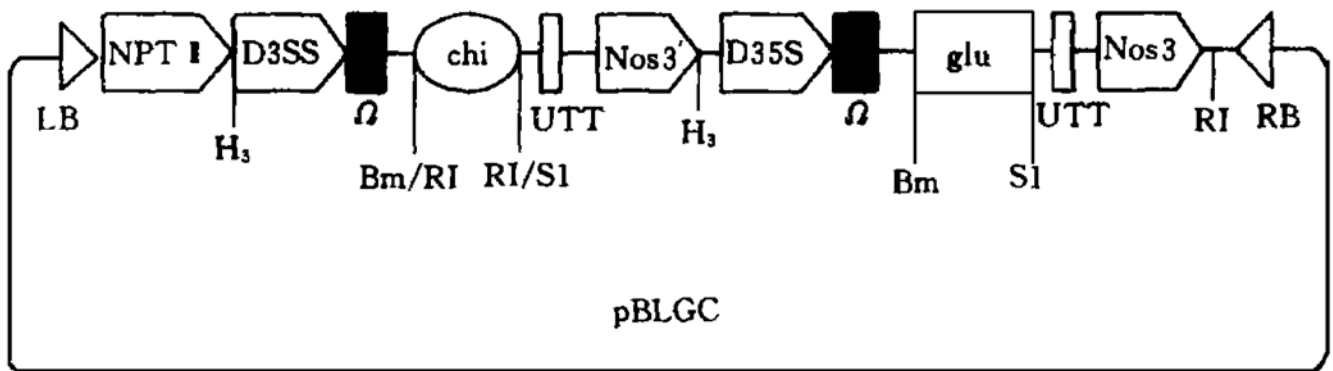 NPT Ⅱ D3SS chi Nos3' D35S glu Nos3
LB Ω UTT Ω UTT RI RB
H₃ H₃
Bm/RI RI/S1 Bm S1
pBLGC